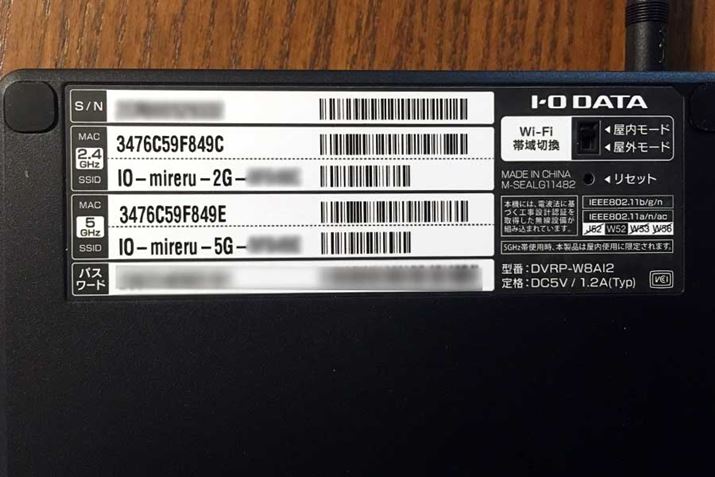 S/N
MAC
2.4
GHz
SSID
3476C59F849C
IO-mireru-2G-
MAC
5
GHz
SSID
3476C59F849E
IO-mireru-5G-
パス
ワード
I-O DATA
Wi-Fi
帯域切換
◀屋内モード
◀屋外モード
MADE IN CHINA
M-SEALG11482
◀リセット
本機には、電波法に基
づく工事設計認証を
取得した無線設備が
組み込まれています。
IEEE802.11b/g/n
IEEE802.11a/n/ac
J52 W52 W53 W56
5GHz帯使用時、本製品は屋内使用に限定されます。
型番：DVRP-W8AI2
定格：DC5V / 1.2A(Typ)
VCCI